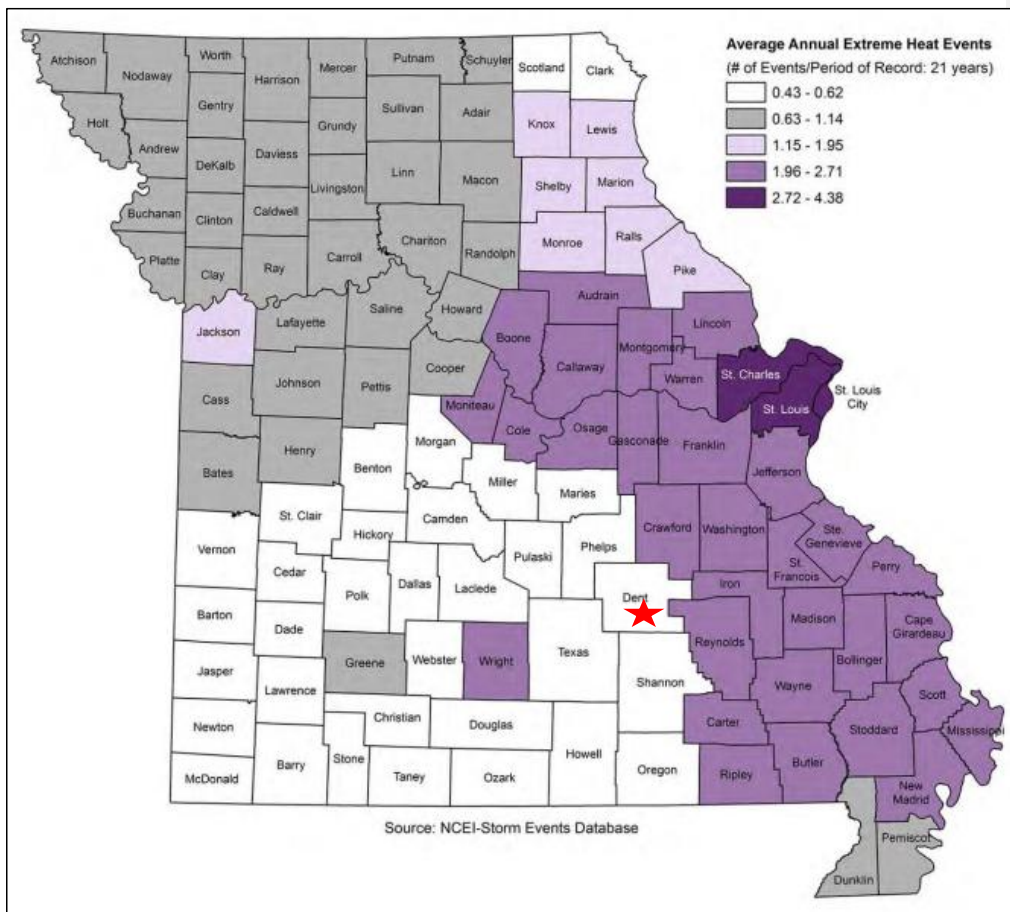 Average Annual Extreme Heat Events
(# of Events/Period of Record: 21 years)
0.43 - 0.62
0.63 - 1.14
1.15 - 1.95
1.96 - 2.71
2.72 - 4.38
Atchison
Nodaway
Worth
Harrison
Mercer
Putnam
Schuyler
Scotland
Clark
Holt
Andrew
Gentry
DeKalb
Daviess
Grundy
Sullivan
Adair
Knox
Lewis
Buchanan
Clinton
Caldwell
Livingston
Linn
Macon
Shelby
Marion
Platte
Clay
Ray
Carroll
Chariton
Randolph
Monroe
Ralls
Pike
Jackson
Lafayette
Saline
Howard
Boone
Audrain
Lincoln
Cass
Johnson
Pettis
Cooper
Moniteau
Cole
Callaway
Montgomery
Warren
St. Charles
St. Louis
St. Louis
City
Bates
Henry
Benton
Morgan
Miller
Osage
Gasconade
Franklin
Jefferson
Vernon
St. Clair
Hickory
Camden
Maries
Pulaski
Phelps
Crawford
Washington
Ste.
Genevieve
St.
Francois
Perry
Barton
Cedar
Polk
Dallas
Laclede
Dent
Iron
Madison
Cape
Girardeau
Jasper
Dade
Greene
Webster
Wright
Texas
Shannon
Reynolds
Wayne
Bollinger
Scott
Newton
Lawrence
Christian
Douglas
Howell
Carter
Stoddard
Mississippi
McDonald
Barry
Stone
Taney
Ozark
Oregon
Ripley
Butler
New
Madrid
Dunklin
Pemiscot
Source: NCEI-Storm Events Database